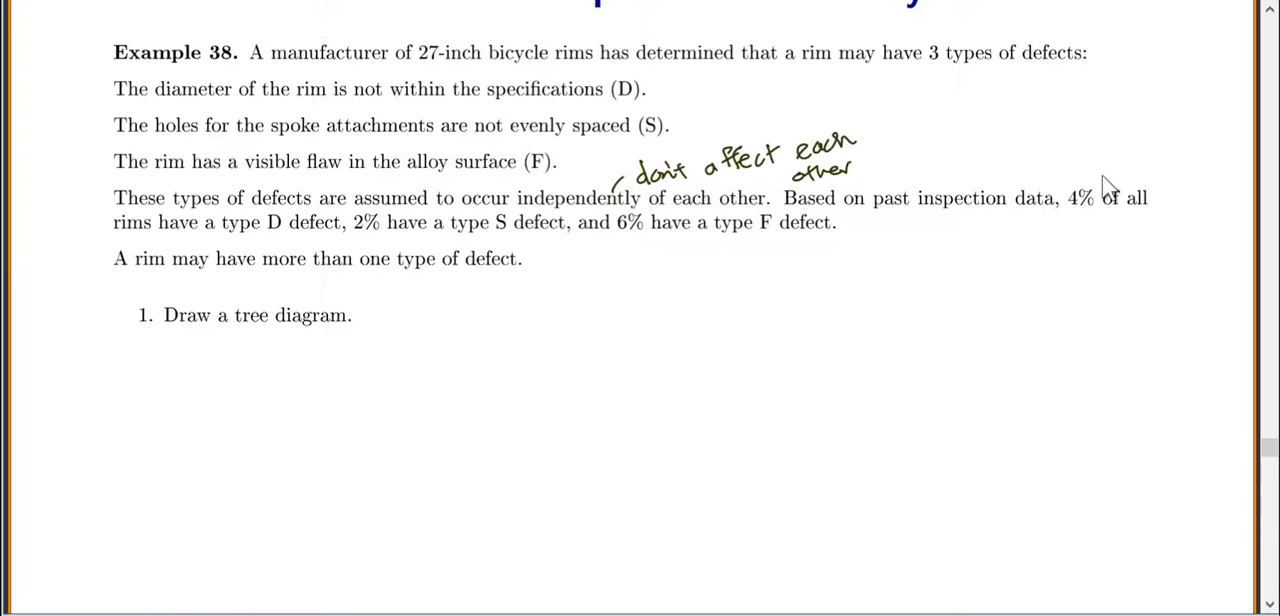 Example 38. A manufacturer of 27-inch bicycle rims has determined that a rim may have 3 types of defects:
The diameter of the rim is not within the specifications (D).
The holes for the spoke attachments are not evenly spaced (S).
The rim has a visible flaw in the alloy surface (F).
don't affect each
other
These types of defects are assumed to occur independently of each other. Based on past inspection data, 4% of all
rims have a type D defect, 2% have a type S defect, and 6% have a type F defect.
A rim may have more than one type of defect.
1. Draw a tree diagram.